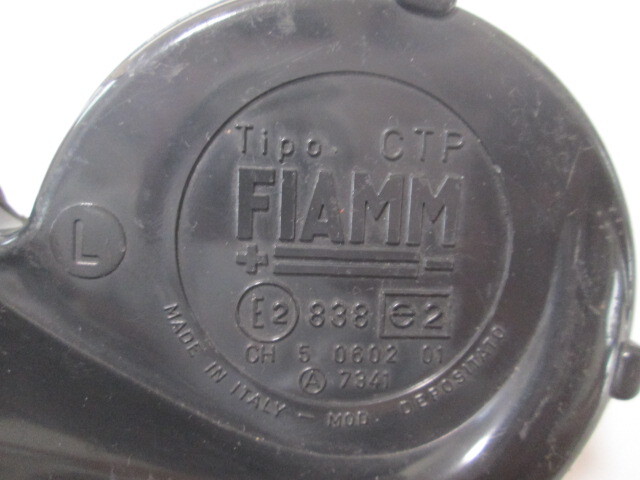 Tipo CTP
FIAMM
+ -
L
E2 838 e2
CH 5 0602 01
A 7341
MADE IN ITALY - MOD. DEPOSITATO